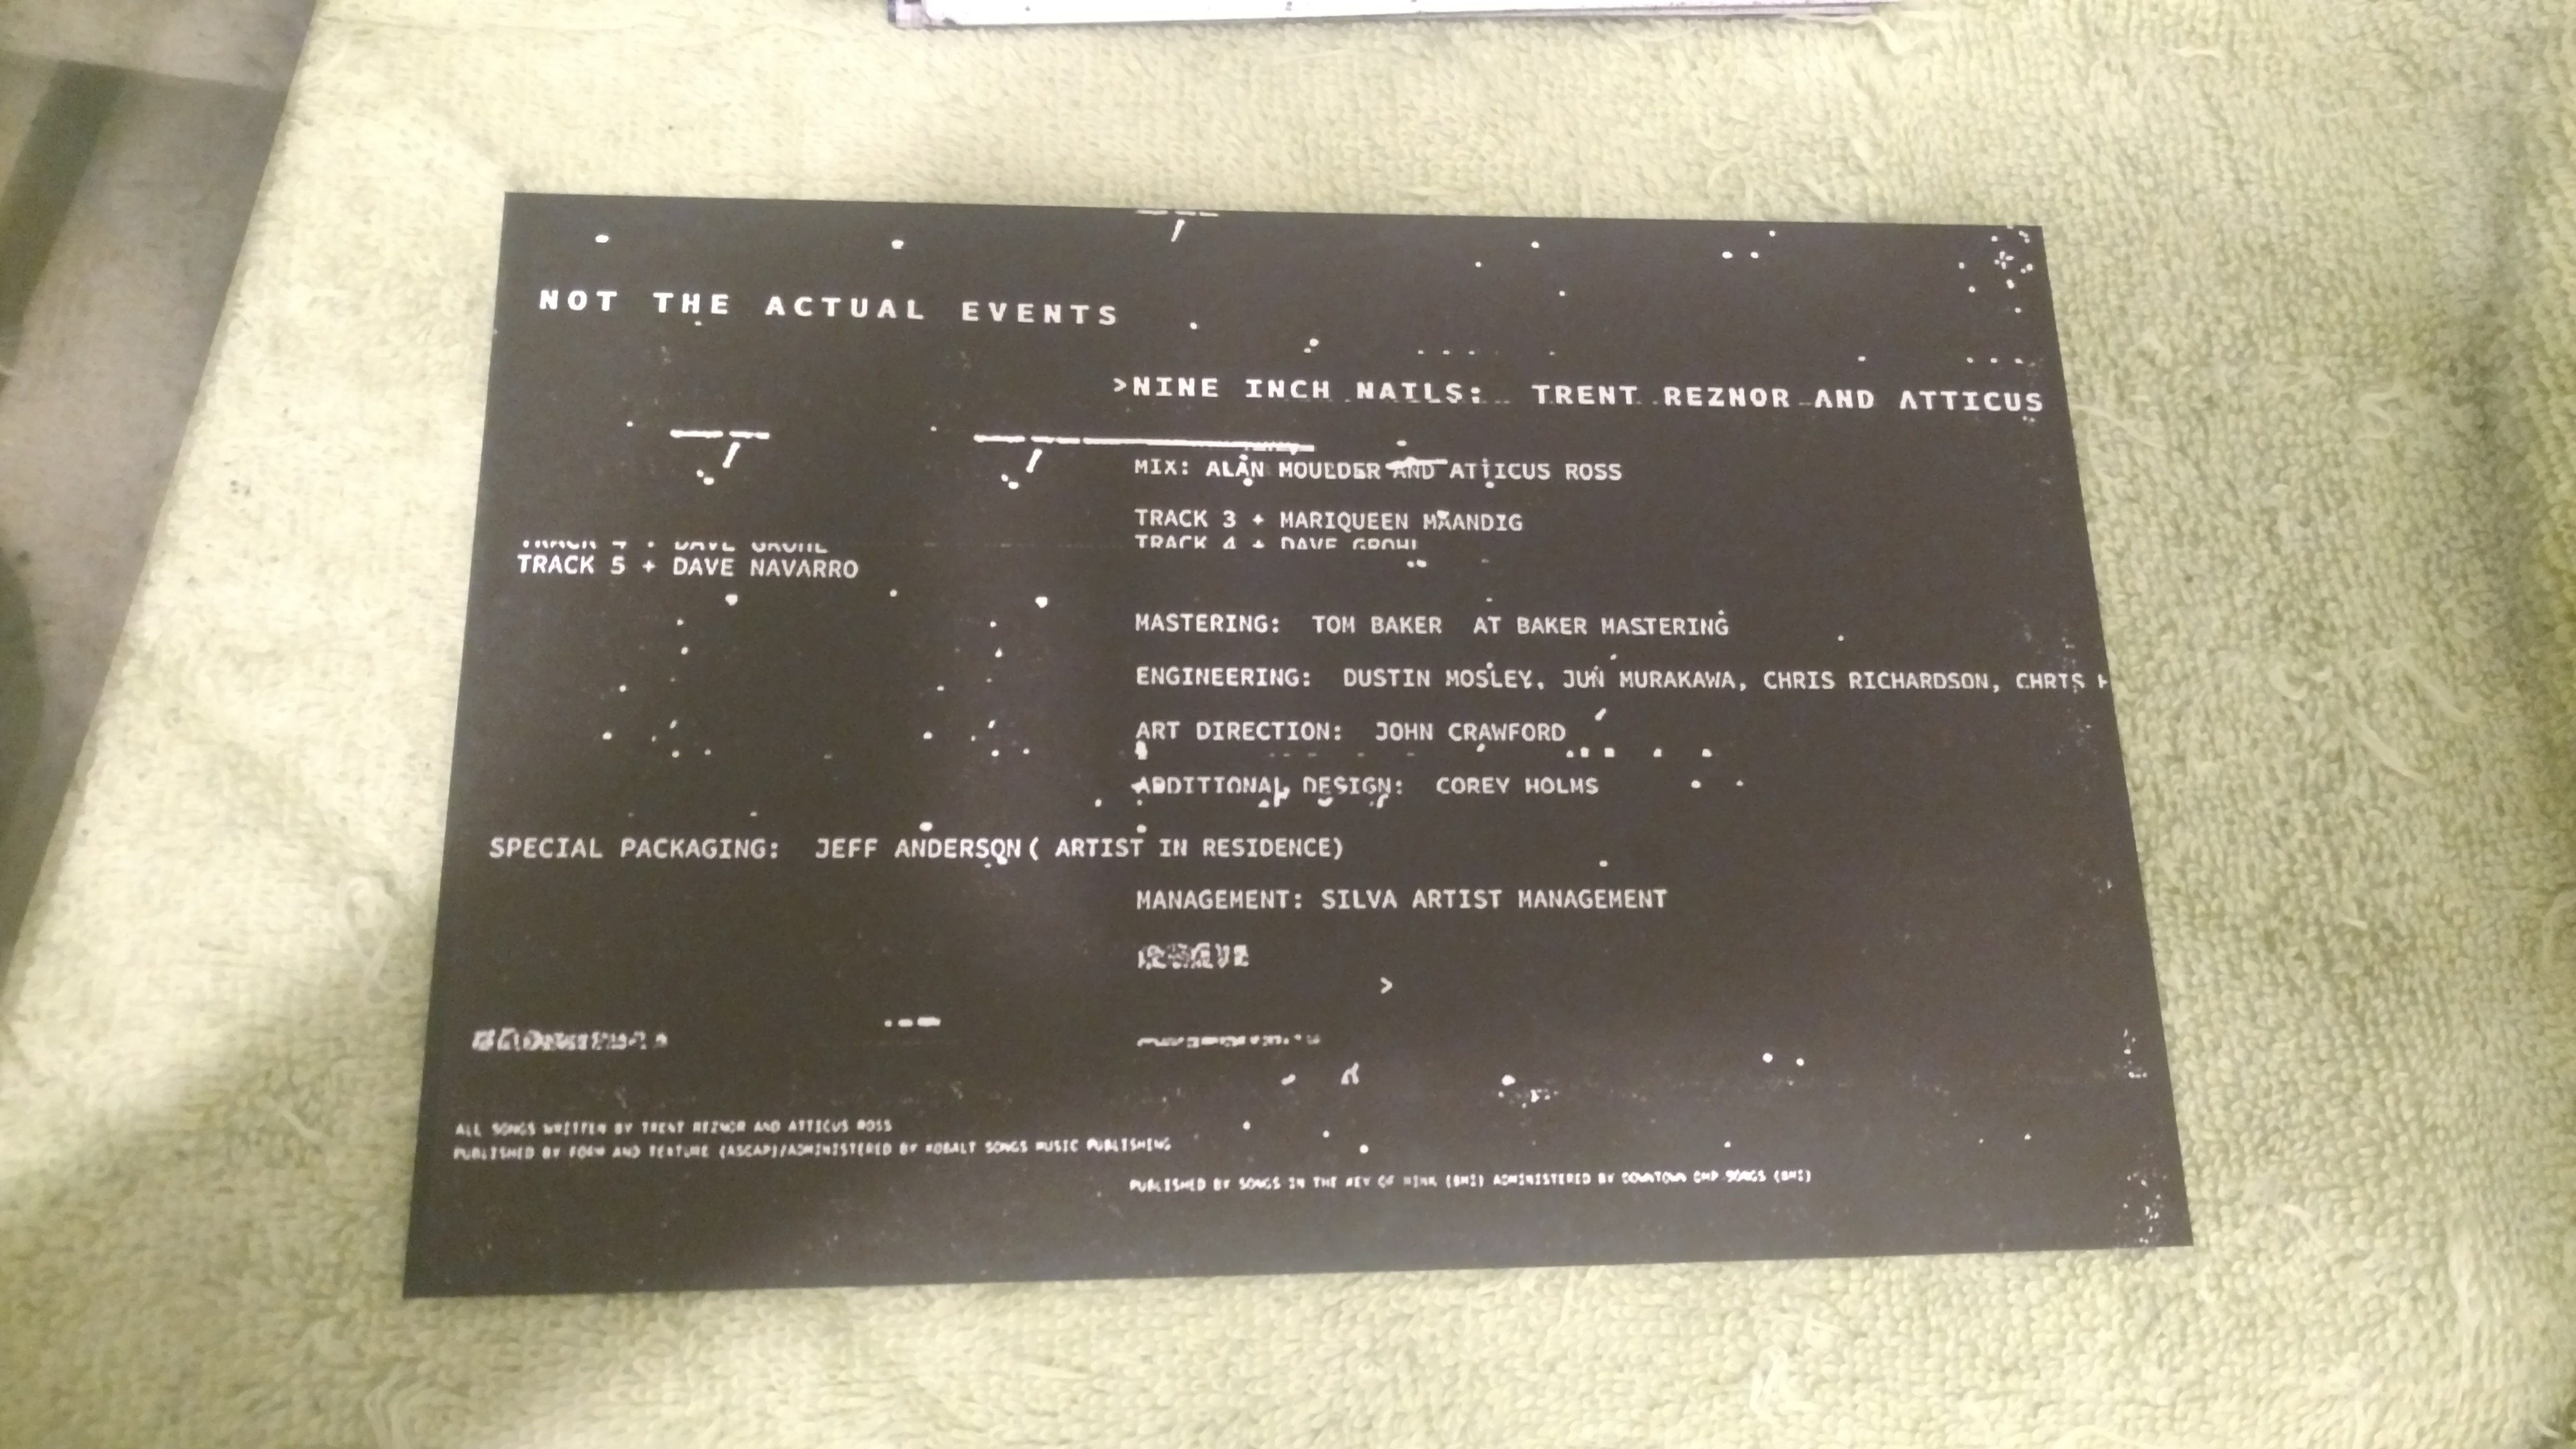 NOT THE ACTUAL EVENTS
>NINE INCH NAILS: TRENT REZNOR AND ATTICUS
MIX: ALAN MOULDER AND ATTICUS ROSS
TRACK 3 + MARIQUEEN MAANDIG
TRACK 4 + DAVE GROHL
TRACK 4 + DAVE GROHL
TRACK 5 + DAVE NAVARRO
MASTERING: TOM BAKER AT BAKER MASTERING
ENGINEERING: DUSTIN MOSLEY, JUN MURAKAWA, CHRIS RICHARDSON, CHRIS
ART DIRECTION: JOHN CRAWFORD
ADDITIONAL DESIGN: COREY HOLMS
SPECIAL PACKAGING: JEFF ANDERSON( ARTIST IN RESIDENCE)
MANAGEMENT: SILVA ARTIST MANAGEMENT
>
ALL SONGS WRITTEN BY TRENT REZNOR AND ATTICUS ROSS
PUBLISHED BY FORM AND TEXTURE (ASCAP)/ADMINISTERED BY KOBALT SONGS MUSIC PUBLISHING
PUBLISHED BY SONGS IN THE KEY OF MINK (BMI) ADMINISTERED BY DOWNTOWN DMP SONGS (BMI)